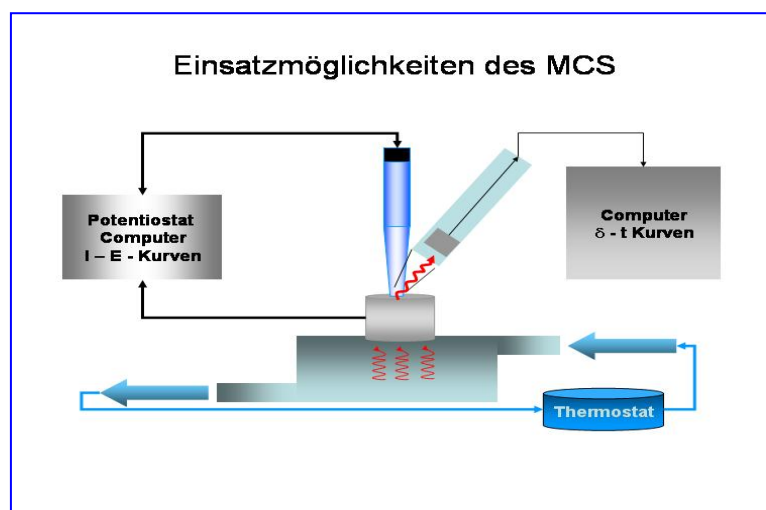 Einsatzmöglichkeiten des MCS
Potentiostat
Computer
I – E - Kurven
Computer
δ - t Kurven
Thermostat